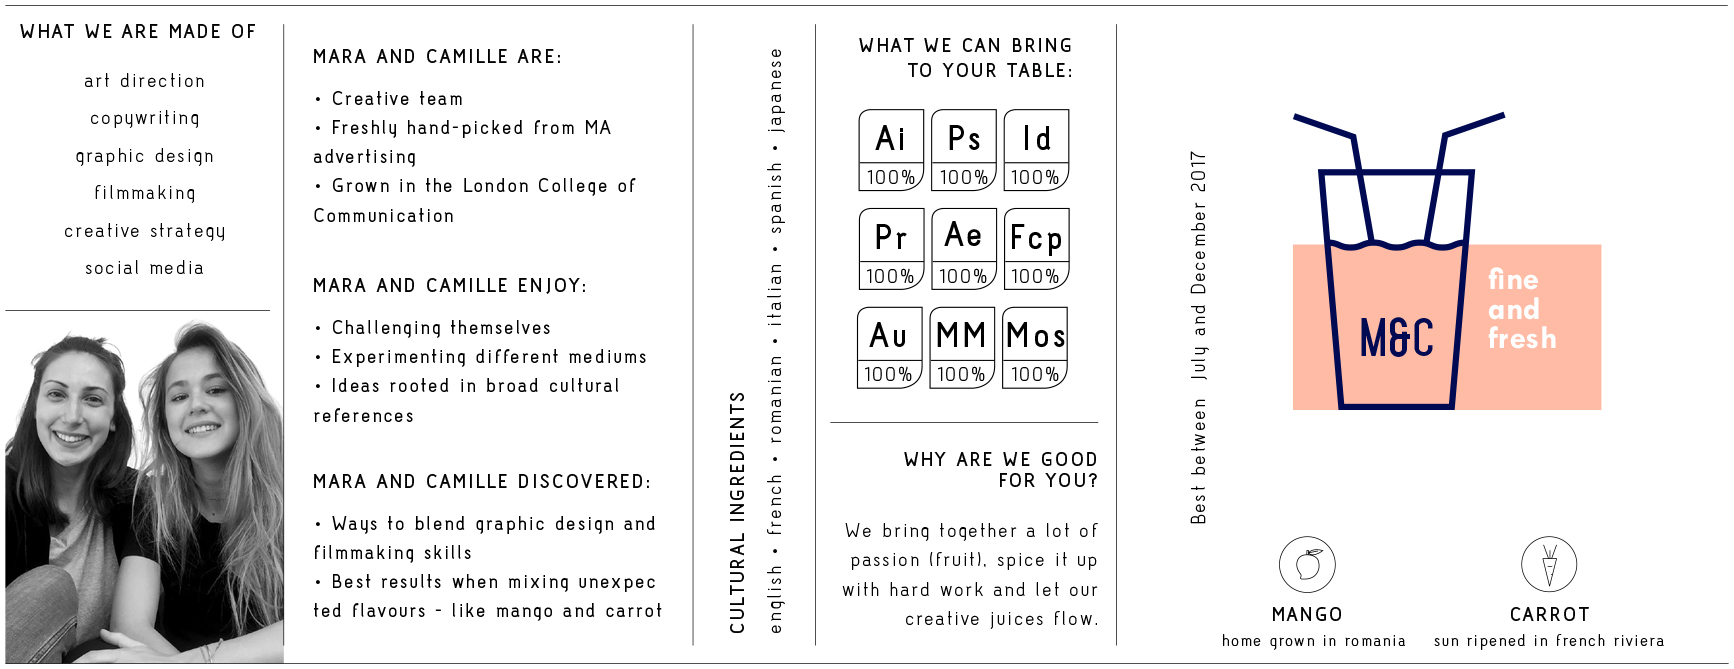 WHAT WE ARE MADE OF
art direction
copywriting
graphic design
filmmaking
creative strategy
social media
MARA AND CAMILLE ARE:
• Creative team
• Freshly hand-picked from MA
advertising
• Grown in the London College of
Communication
MARA AND CAMILLE ENJOY:
• Challenging themselves
• Experimenting different mediums
• Ideas rooted in broad cultural
references
MARA AND CAMILLE DISCOVERED:
• Ways to blend graphic design and
filmmaking skills
• Best results when mixing unexpec
ted flavours - like mango and carrot
CULTURAL INGREDIENTS
english • french • romanian • italian • spanish • japanese
WHAT WE CAN BRING
TO YOUR TABLE:
Ai Ps Id
100% 100% 100%
Pr Ae Fcp
100% 100% 100%
Au MM Mos
100% 100% 100%
WHY ARE WE GOOD
FOR YOU?
We bring together a lot of
passion (fruit), spice it up
with hard work and let our
creative juices flow.
Best between July and December 2017
M&C
fine
and
fresh
MANGO
home grown in romania
CARROT
sun ripened in french riviera